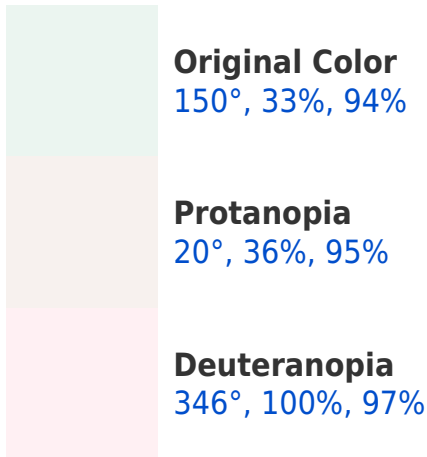 Original Color
150°, 33%, 94%
Protanopia
20°, 36%, 95%
Deuteranopia
346°, 100%, 97%